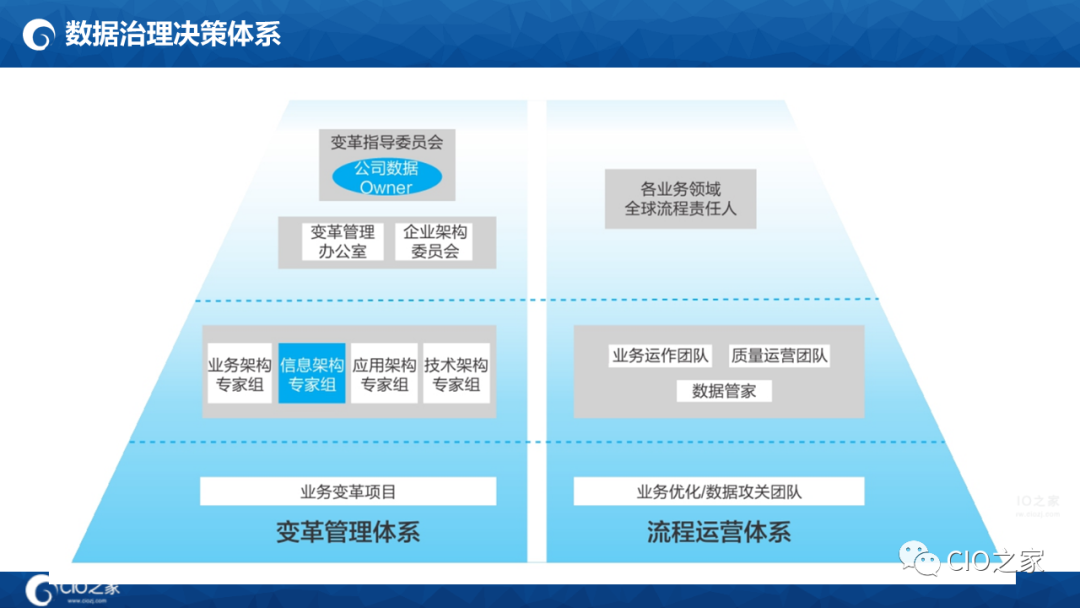 数据治理决策体系
变革指导委员会
公司数据
Owner
变革管理
办公室
企业架构
委员会
各业务领域
全球流程责任人
业务架构
专家组
信息架构
专家组
应用架构
专家组
技术架构
专家组
业务运作团队
质量运营团队
数据管家
业务变革项目
变革管理体系
业务优化/数据攻关团队
流程运营体系
IO之家
CIO之家
CIO之家
www.ciozj.com